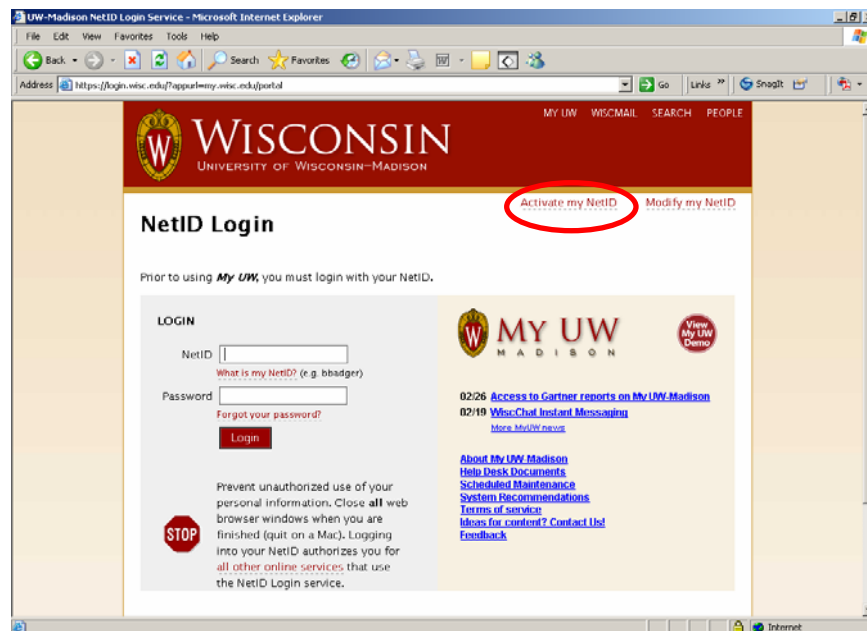 UW-Madison NetID Login Service - Microsoft Internet Explorer
File Edit View Favorites Tools Help
Back Search Favorites
Address https://login.wisc.edu/?appurl=my.wisc.edu/portal Go Links » SnagIt
MY UW WISCMAIL SEARCH PEOPLE
W WISCONSIN
UNIVERSITY OF WISCONSIN-MADISON
Activate my NetID Modify my NetID
NetID Login
Prior to using My UW, you must login with your NetID.
LOGIN
NetID
What is my NetID? (e.g. bbadger)
Password
Forgot your password?
Login
STOP
Prevent unauthorized use of your
personal information. Close all web
browser windows when you are
finished (quit on a Mac). Logging
into your NetID authorizes you for
all other online services that use
the NetID Login service.
W MY UW
MADISON
View
My UW
Demo
02/26 Access to Gartner reports on My UW-Madison
02/19 WiscChat Instant Messaging
More MyUW news
About My UW-Madison
Help Desk Documents
Scheduled Maintenance
System Recommendations
Terms of service
Ideas for content? Contact Us!
Feedback
Internet